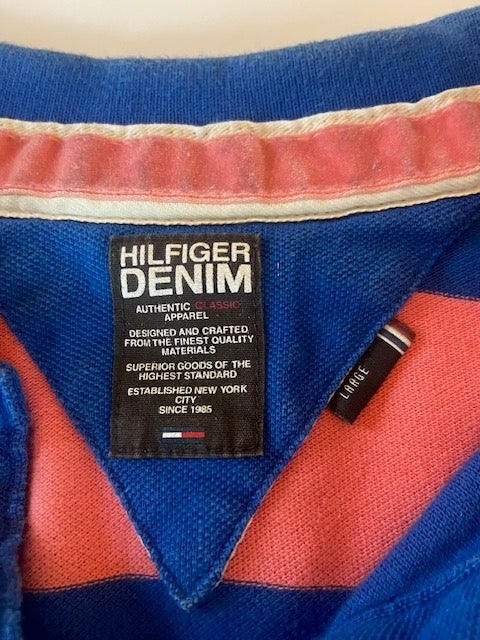 HILFIGER
DENIM
AUTHENTIC CLASSIC
APPAREL
DESIGNED AND CRAFTED
FROM THE FINEST QUALITY
MATERIALS
SUPERIOR GOODS OF THE
HIGHEST STANDARD
ESTABLISHED NEW YORK
CITY
SINCE 1985
LARGE